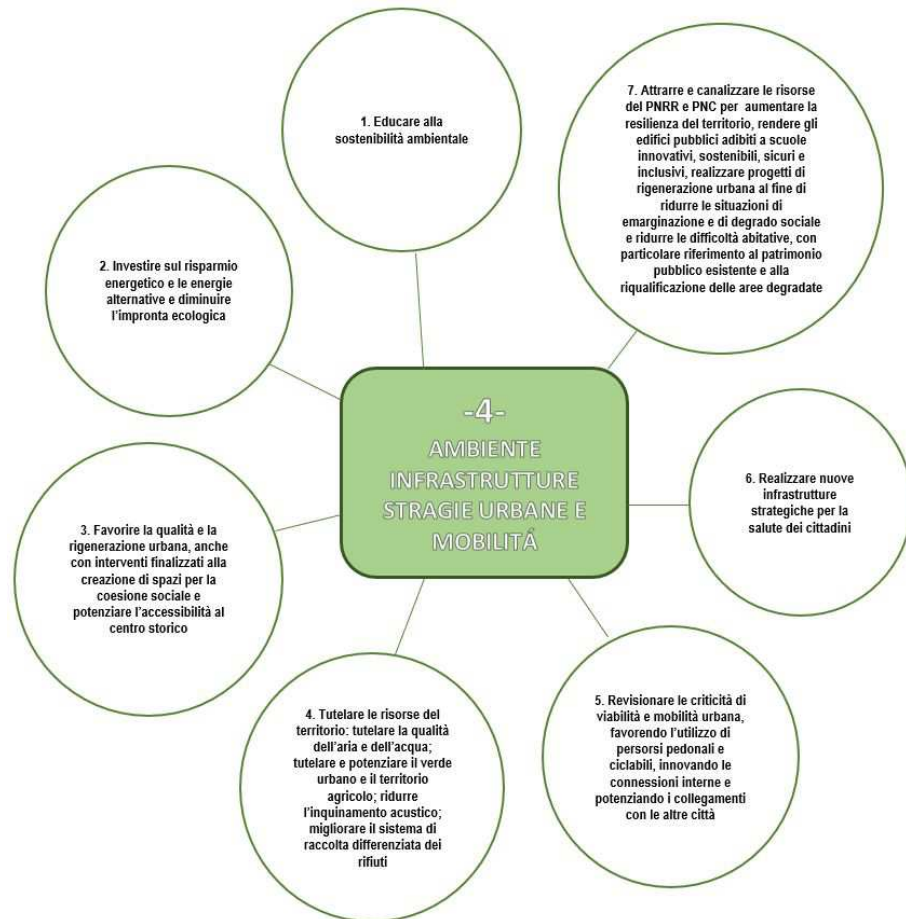 1. Educare alla
sostenibilità ambientale
2. Investire sul risparmio
energetico e le energie
alternative e diminuire
l'impronta ecologica
3. Favorire la qualità e la
rigenerazione urbana, anche
con interventi finalizzati alla
creazione di spazi per la
coesione sociale e
potenziare l'accessibilità al
centro storico
4. Tutelare le risorse del
territorio: tutelare la qualità
dell'aria e dell'acqua;
tutelare e potenziare il verde
urbano e il territorio
agricolo; ridurre
l'inquinamento acustico;
migliorare il sistema di
raccolta differenziata dei
rifiuti
5. Revisionare le criticità di
viabilità e mobilità urbana,
favorendo l'utilizzo di
persorsi pedonali e
ciclabili, innovando le
connessioni interne e
potenziando i collegamenti
con le altre città
6. Realizzare nuove
infrastrutture
strategiche per la
salute dei cittadini
7. Attrarre e canalizzare le risorse
del PNRR e PNC per aumentare la
resilienza del territorio, rendere gli
edifici pubblici adibiti a scuole
innovativi, sostenibili, sicuri e
inclusivi, realizzare progetti di
rigenerazione urbana al fine di
ridurre le situazioni di
emarginazione e di degrado sociale
e ridurre le difficoltà abitative, con
particolare riferimento al patrimonio
pubblico esistente e alla
riqualificazione delle aree degradate
-4-
AMBIENTE
INFRASTRUTTURE
STRAGIE URBANE E
MOBILITÁ